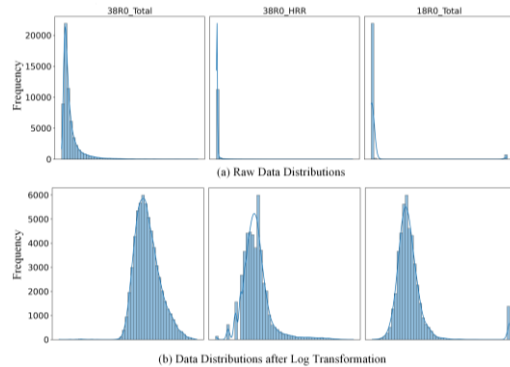 3BR0_Total 3BR0_HRR 1BR0_Total
Frequency
20000
15000
10000
5000
0
(a) Raw Data Distributions
Frequency
6000
5000
4000
3000
2000
1000
0
(b) Data Distributions after Log Transformation